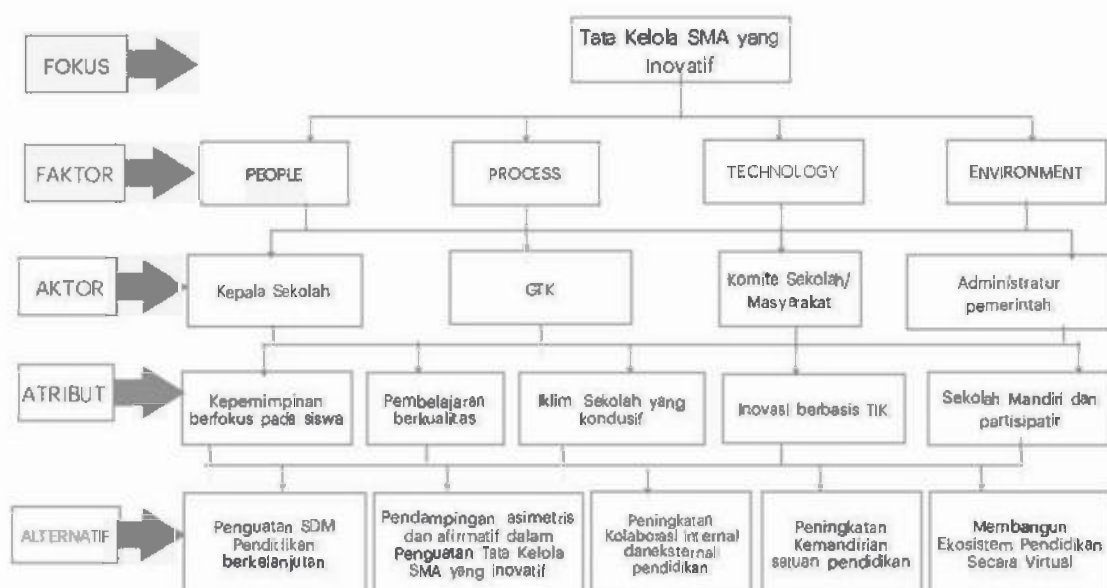 Tata Kelola SMA yang
Inovatif
FOKUS
FAKTOR
PEOPLE
PROCESS
TECHNOLOGY
ENVIRONMENT
AKTOR
Kepala Sekolah
GTK
Komite Sekolah/
Masyarakat
Administratur
pemerintah
ATRIBUT
Kepemimpinan
berfokus pada siswa
Pembelajaran
berkualitas
Iklim Sekolah yang
kondusif
Inovasi berbasis TIK
Sekolah Mandiri dan
partisipatif
ALTERNATIF
Penguatan SDM
Pendidikan
berkelanjutan
Pendampingan asimetris
dan afirmatif dalam
Penguatan Tata Kelola
SMA yang inovatif
Peningkatan
Kolaborasi internal
daneksternal
pendidikan
Peningkatan
Kemandirian
satuan pendidikan
Membangun
Ekosistem Pendidikan
Secara Virtual